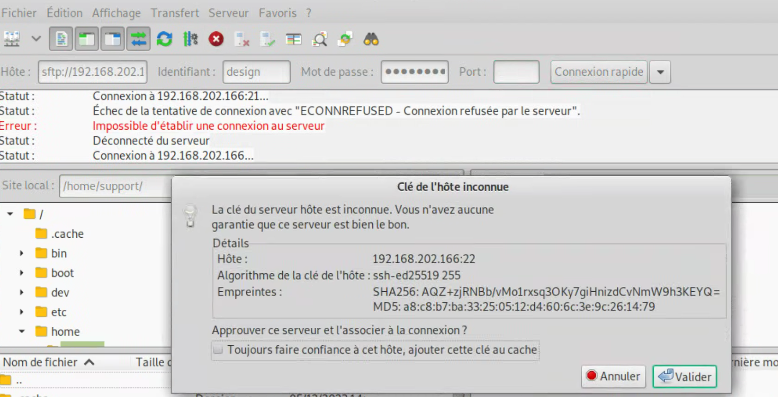 Fichier Édition Affichage Transfert Serveur Favoris ?
Hôte : sftp://192.168.202.1 Identifiant : design Mot de passe : ●●●●●●●● Port : Connexion rapide
Statut : Connexion à 192.168.202.166:21...
Statut : Échec de la tentative de connexion avec "ECONNREFUSED - Connexion refusée par le serveur".
Erreur : Impossible d'établir une connexion au serveur
Statut : Déconnecté du serveur
Statut : Connexion à 192.168.202.166...
Site local : /home/support/
/
.cache
bin
boot
dev
etc
home
Nom de fichier Taille d
..
Clé de l'hôte inconnue
La clé du serveur hôte est inconnue. Vous n'avez aucune
garantie que ce serveur est bien le bon.
Détails
Hôte : 192.168.202.166:22
Algorithme de la clé de l'hôte : ssh-ed25519 255
Empreintes : SHA256: AQZ+zjRNBb/vMo1rxsq3OKy7giHnizdCvNmW9h3KEYQ=
MD5: a8:c8:b7:ba:33:25:05:12:d4:60:6c:3e:9c:26:14:79
Approuver ce serveur et l'associer à la connexion ?
Toujours faire confiance à cet hôte, ajouter cette clé au cache
Annuler Valider